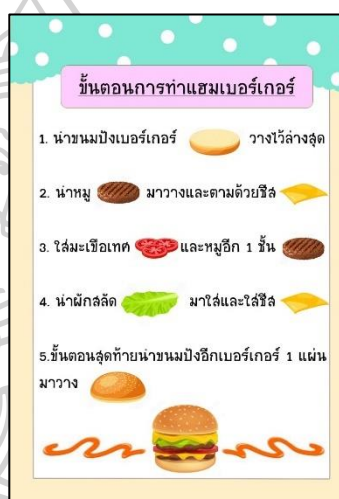 ขั้นตอนการทำแฮมเบอร์เกอร์
1. นำขนมปังเบอร์เกอร์ วางไว้ล่างสุด
2. นำหมู มาวางและตามด้วยชีส
3. ใส่มะเขือเทศ และหมูอีก 1 ชั้น
4. นำผักสลัด มาใส่และใส่ชีส
5.ขั้นตอนสุดท้ายนำขนมปังอีกเบอร์เกอร์ 1 แผ่น
มาวาง